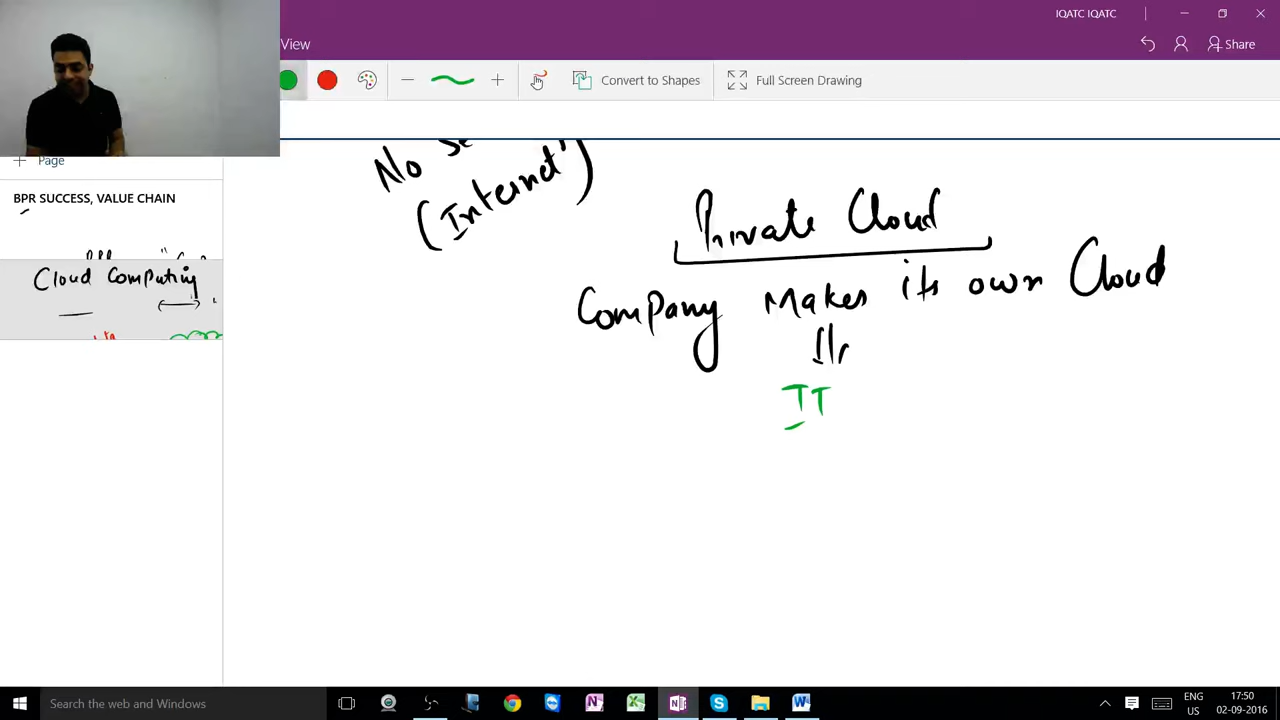 IQATC IQATC
View
Share
Convert to Shapes
Full Screen Drawing
Page
BPR SUCCESS, VALUE CHAIN
Cloud Computing
No
(Internet")
Private Cloud
Company Makes its own Cloud
IT
Search the web and Windows
ENG
US
17:50
02-09-2016